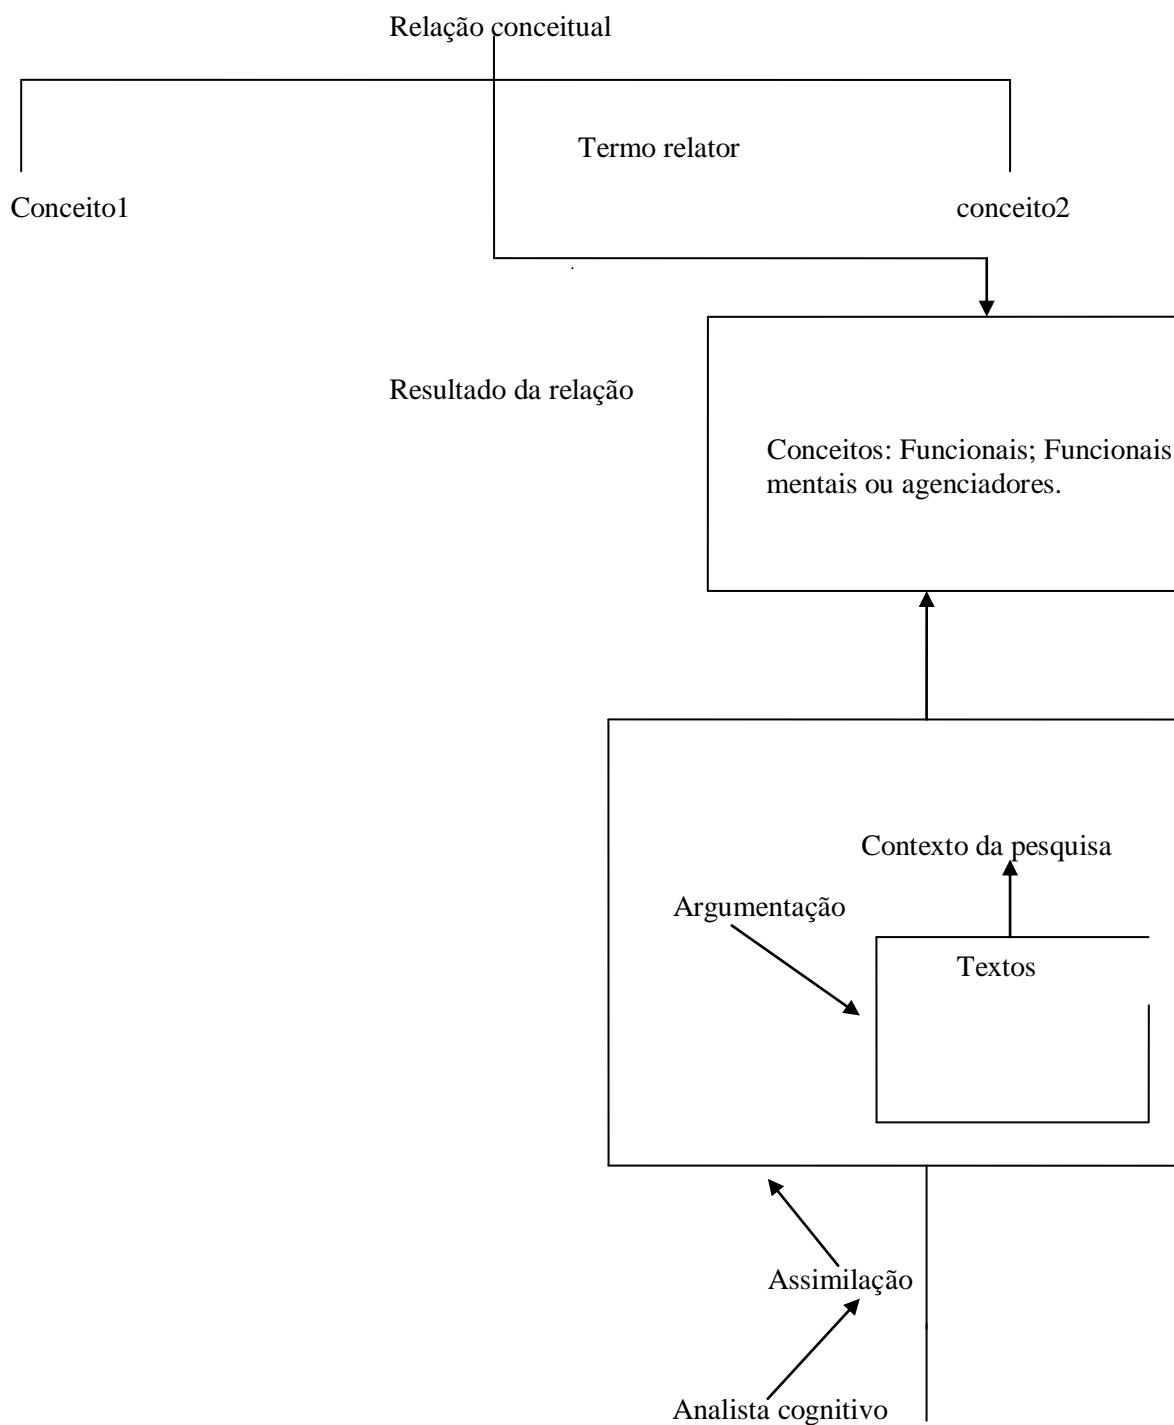 Relação conceitual
Termo relator
Conceito1
conceito2
Resultado da relação
Conceitos: Funcionais; Funcionais
mentais ou agenciadores.
Contexto da pesquisa
Argumentação
Textos
Assimilação
Analista cognitivo